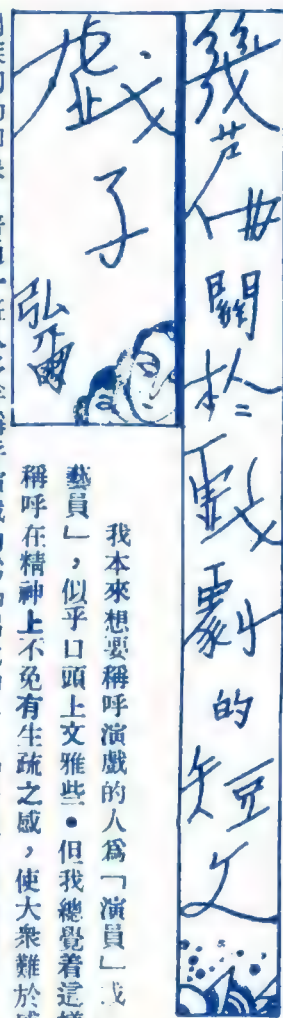 幾關於戲劇的短文
戲子
我本來想要稱呼演戲的人爲「演員」或
藝員」,似乎口頭上文雅些•但我總覺着這樣
稱呼在精神上不免有生疏之感,使大衆難於